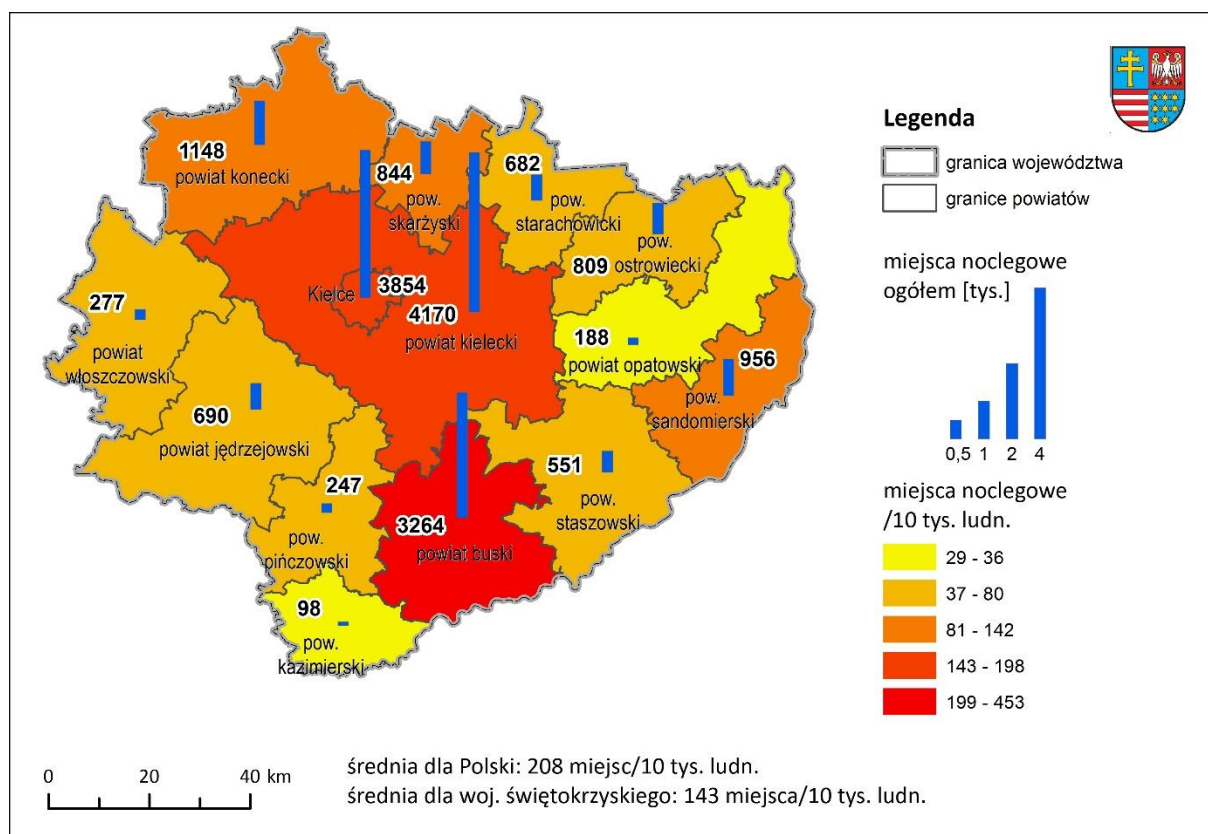 1148
powiat konecki
844
pow.
skarżyski
682
pow.
starachowicki
pow.
ostrowiecki
809
277
powiat
włoszczowski
Kielce
3854
4170
powiat kielecki
188
powiat opatowski
956
pow.
sandomierski
690
powiat jędrzejowski
247
pow.
pińczowski
3264
powiat buski
551
pow.
staszowski
98
pow.
kazimierski
Legenda
granica województwa
granice powiatów
miejsca noclegowe
ogółem [tys.]
0,5 1 2 4
miejsca noclegowe
/10 tys. ludn.
29 - 36
37 - 80
81 - 142
143 - 198
199 - 453
0 20 40 km
średnia dla Polski: 208 miejsc/10 tys. ludn.
średnia dla woj. świętokrzyskiego: 143 miejsca/10 tys. ludn.